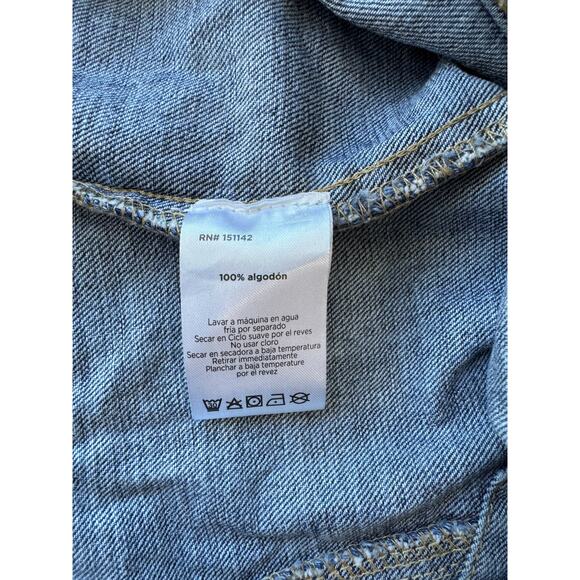 RN# 151142
100% algodón
Lavar a máquina en agua
fría por separado
Secar en Ciclo suave por el reves
No usar cloro
Secar en secadora a baja temperatura
Retirar immediatamente
Planchar a baja temperature
por el revez